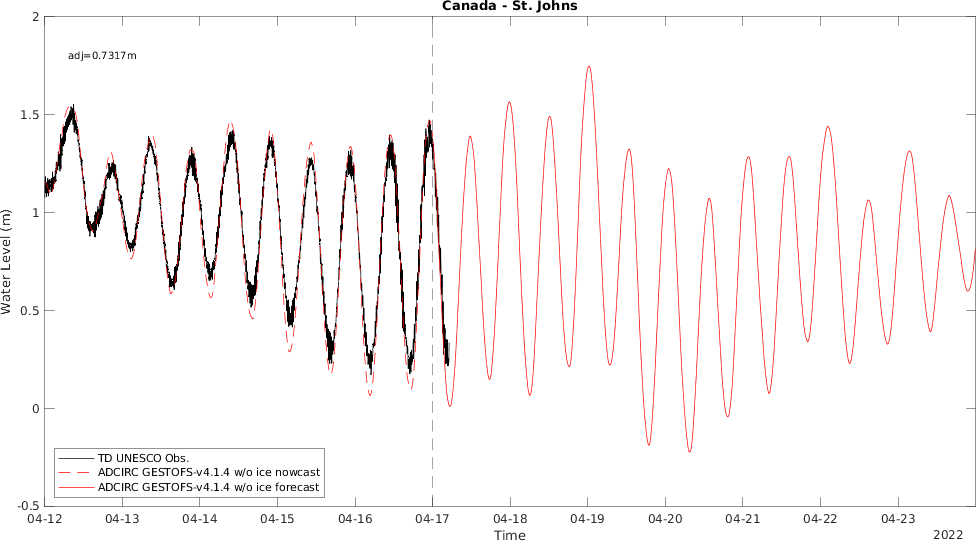 Canada - St. Johns
adj=0.7317m
2
1.5
1
0.5
0
-0.5
Water Level (m)
TD UNESCO Obs.
ADCIRC GESTOFS-v4.1.4 w/o ice nowcast
ADCIRC GESTOFS-v4.1.4 w/o ice forecast
04-12 04-13 04-14 04-15 04-16 04-17 04-18 04-19 04-20 04-21 04-22 04-23
Time
2022